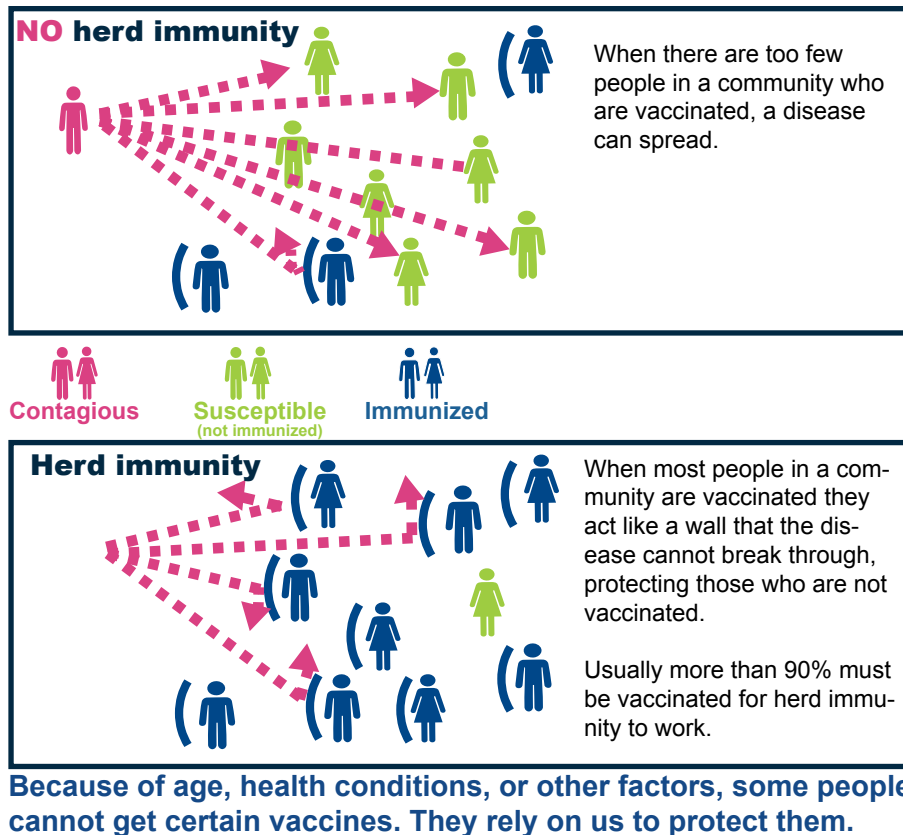 NO herd immunity
When there are too few
people in a community who
are vaccinated, a disease
can spread.
Contagious
Susceptible
(not immunized)
Immunized
Herd immunity
When most people in a com-
munity are vaccinated they
act like a wall that the dis-
ease cannot break through,
protecting those who are not
vaccinated.
Usually more than 90% must
be vaccinated for herd immu-
nity to work.
Because of age, health conditions, or other factors, some people
cannot get certain vaccines. They rely on us to protect them.